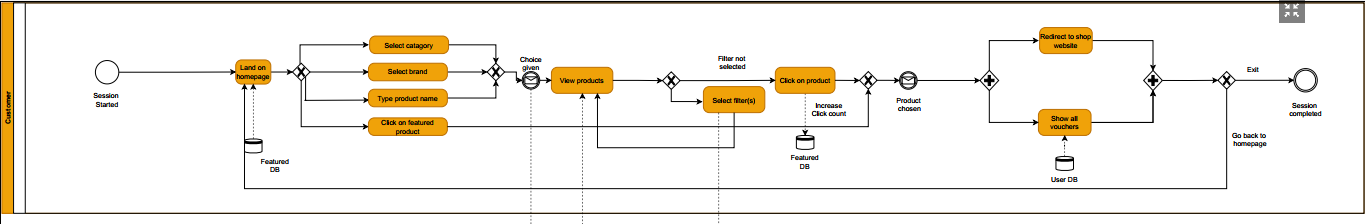 Customer
Session
Started
Land on
homepage
Featured
DB
Select catagory
Select brand
Type product name
Click on featured
product
Choice
given
View products
Filter not
selected
Select filter(s)
Click on product
Increase
Click count
Featured
DB
Product
chosen
Redirect to shop
website
Show all
vouchers
User DB
Exit
Go back to
homepage
Session
completed